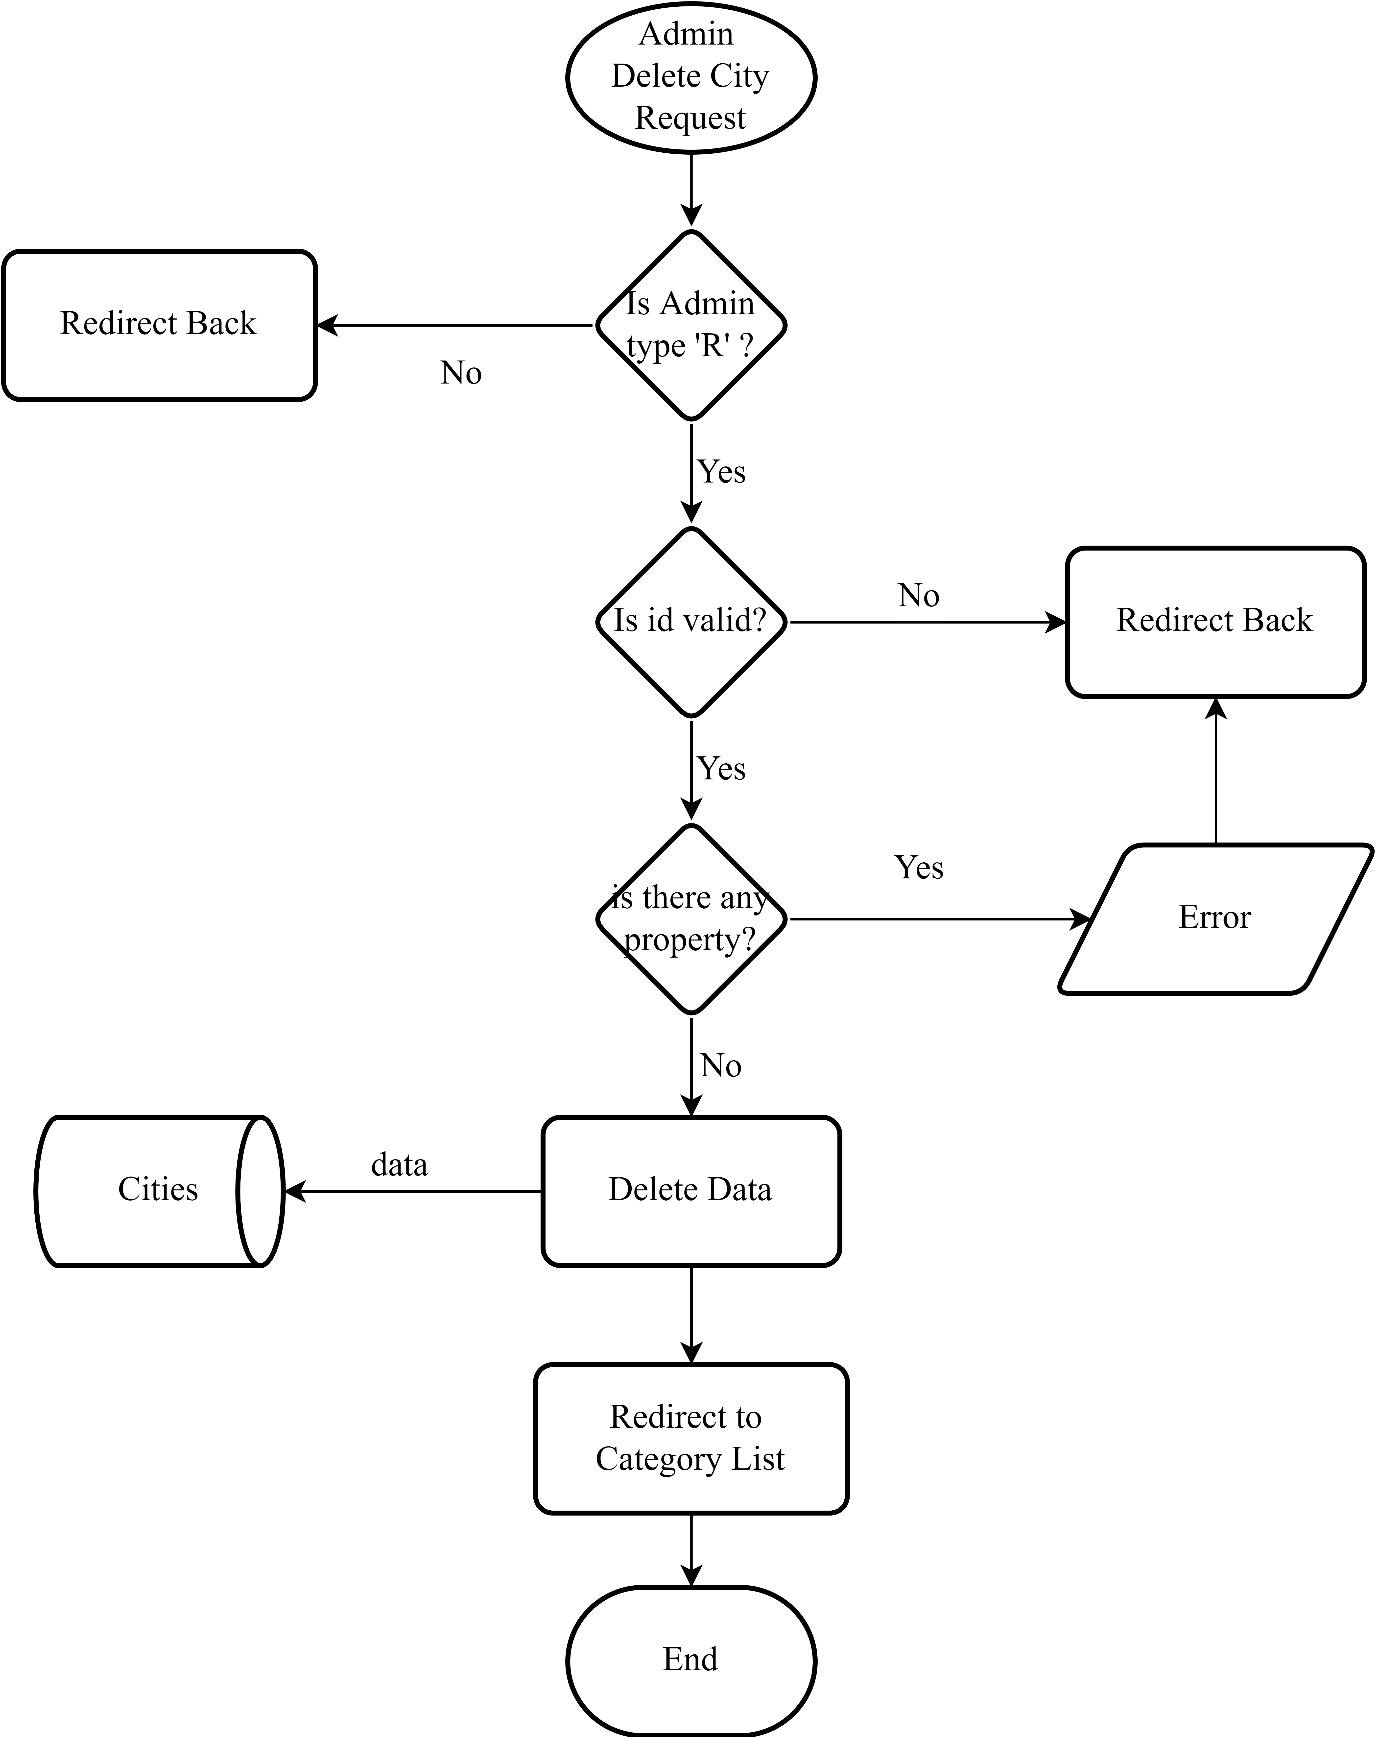 Admin
Delete City
Request
Is Admin
type 'R' ?
Redirect Back
No
Yes
Is id valid?
No
Redirect Back
Yes
is there any
property?
Yes
Error
No
Delete Data
data
Cities
Redirect to
Category List
End